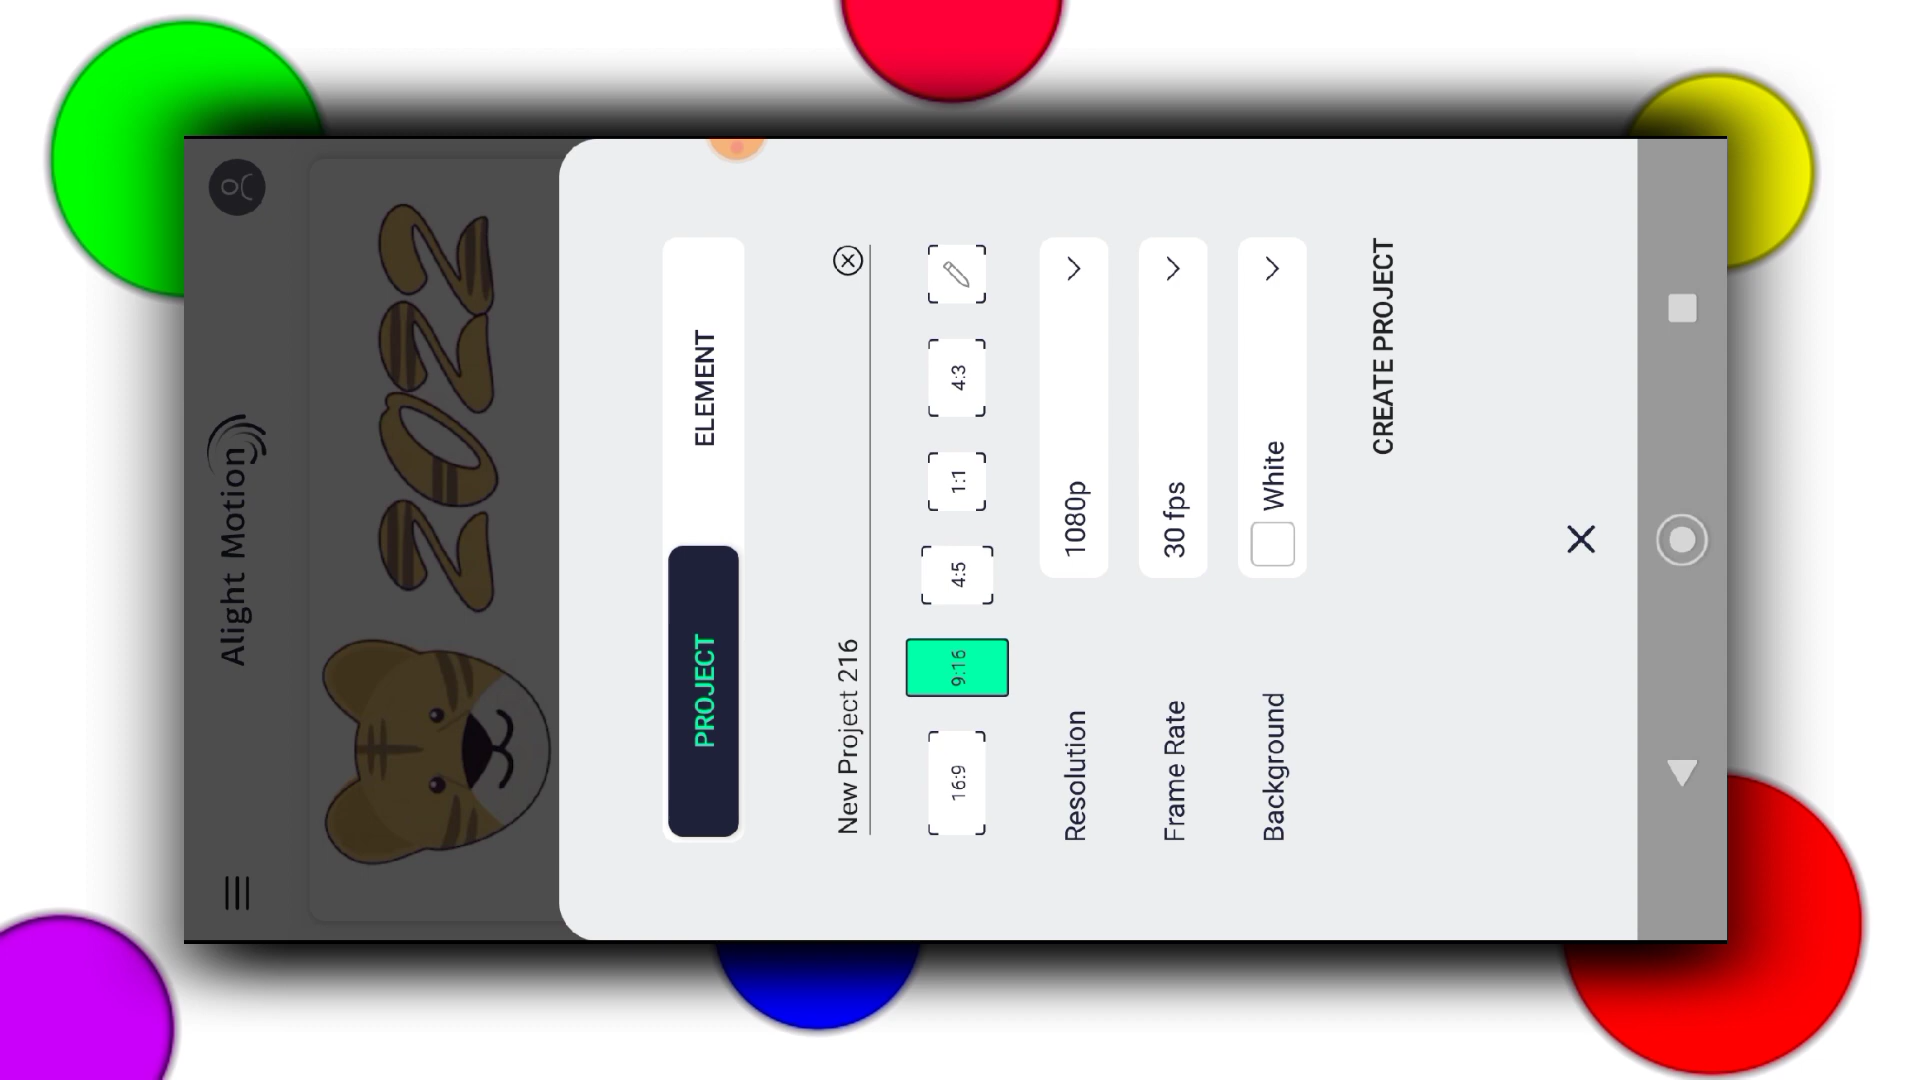 Alight Motion
2022
PROJECT ELEMENT
New Project 216
16:9 9:16 4:5 1:1 4:3
Resolution 1080p
Frame Rate 30 fps
Background White
CREATE PROJECT